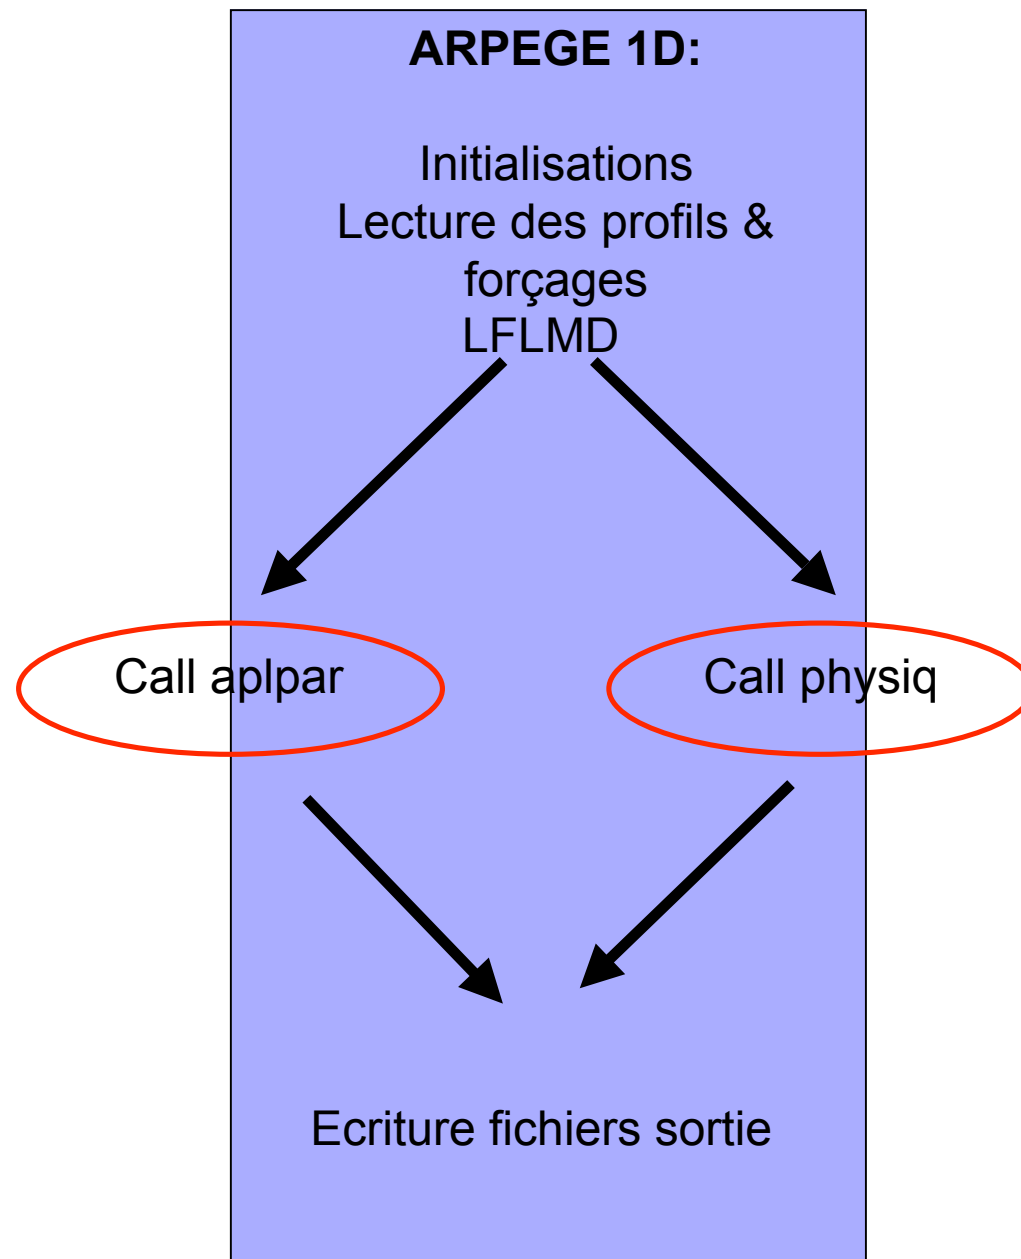 ARPEGE 1D:
Initialisations
Lecture des profils &
forçages
LFLMD
Call aplpar
Call physiq
Ecriture fichiers sortie